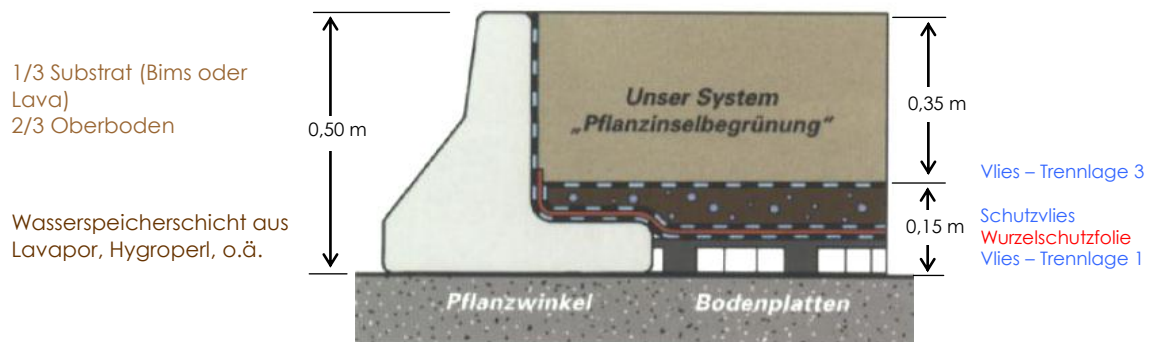 1/3 Substrat (Bims oder
Lava)
2/3 Oberboden
Wasserspeicherschicht aus
Lavapor, Hygroperl, o.ä.
0,50 m
Unser System
„Pflanzinselbegrünung"
0,35 m
0,15 m
Vlies – Trennlage 3
Schutzvlies
Wurzelschutzfolie
Vlies – Trennlage 1
Pflanzwinkel
Bodenplatten